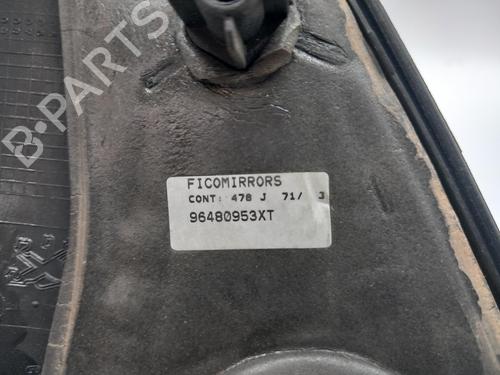 FICOMIRRORS
CONT: 478 J 71/ 3
96480953XT
B-PARTS